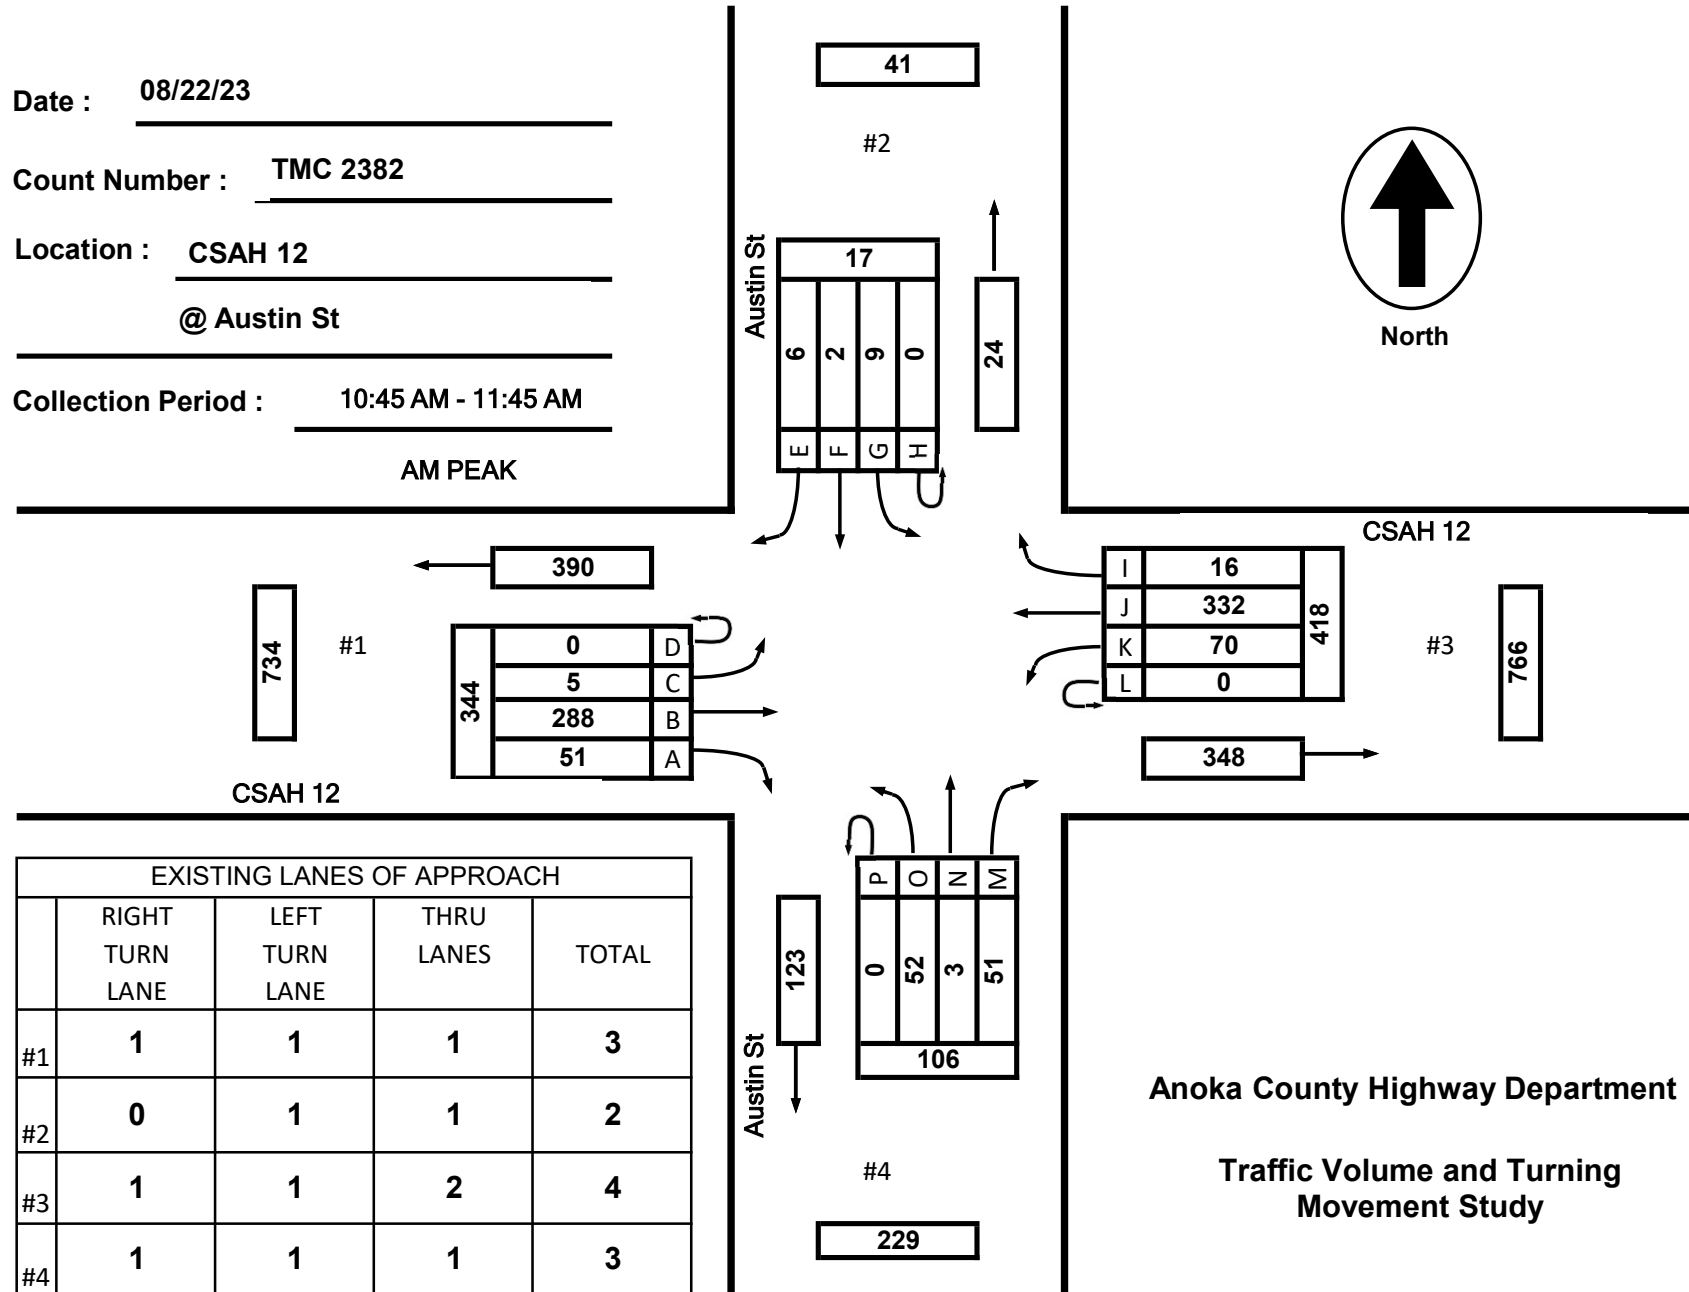 Date : 08/22/23
Count Number : TMC 2382
Location : CSAH 12
@ Austin St
Collection Period : 10:45 AM - 11:45 AM
AM PEAK
41
#2
Austin St
17
6 2 9 0
E F G H
24
North
CSAH 12
390
734
#1
344
0 D
5 C
288 B
51 A
CSAH 12
I 16
J 332
K 70
L 0
418
#3
766
348
P O N M
0 52 3 51
106
123
Austin St
#4
229
EXISTING LANES OF APPROACH
RIGHT LEFT THRU
TURN TURN LANES TOTAL
LANE LANE
#1 1 1 1 3
#2 0 1 1 2
#3 1 1 2 4
#4 1 1 1 3
Anoka County Highway Department
Traffic Volume and Turning
Movement Study